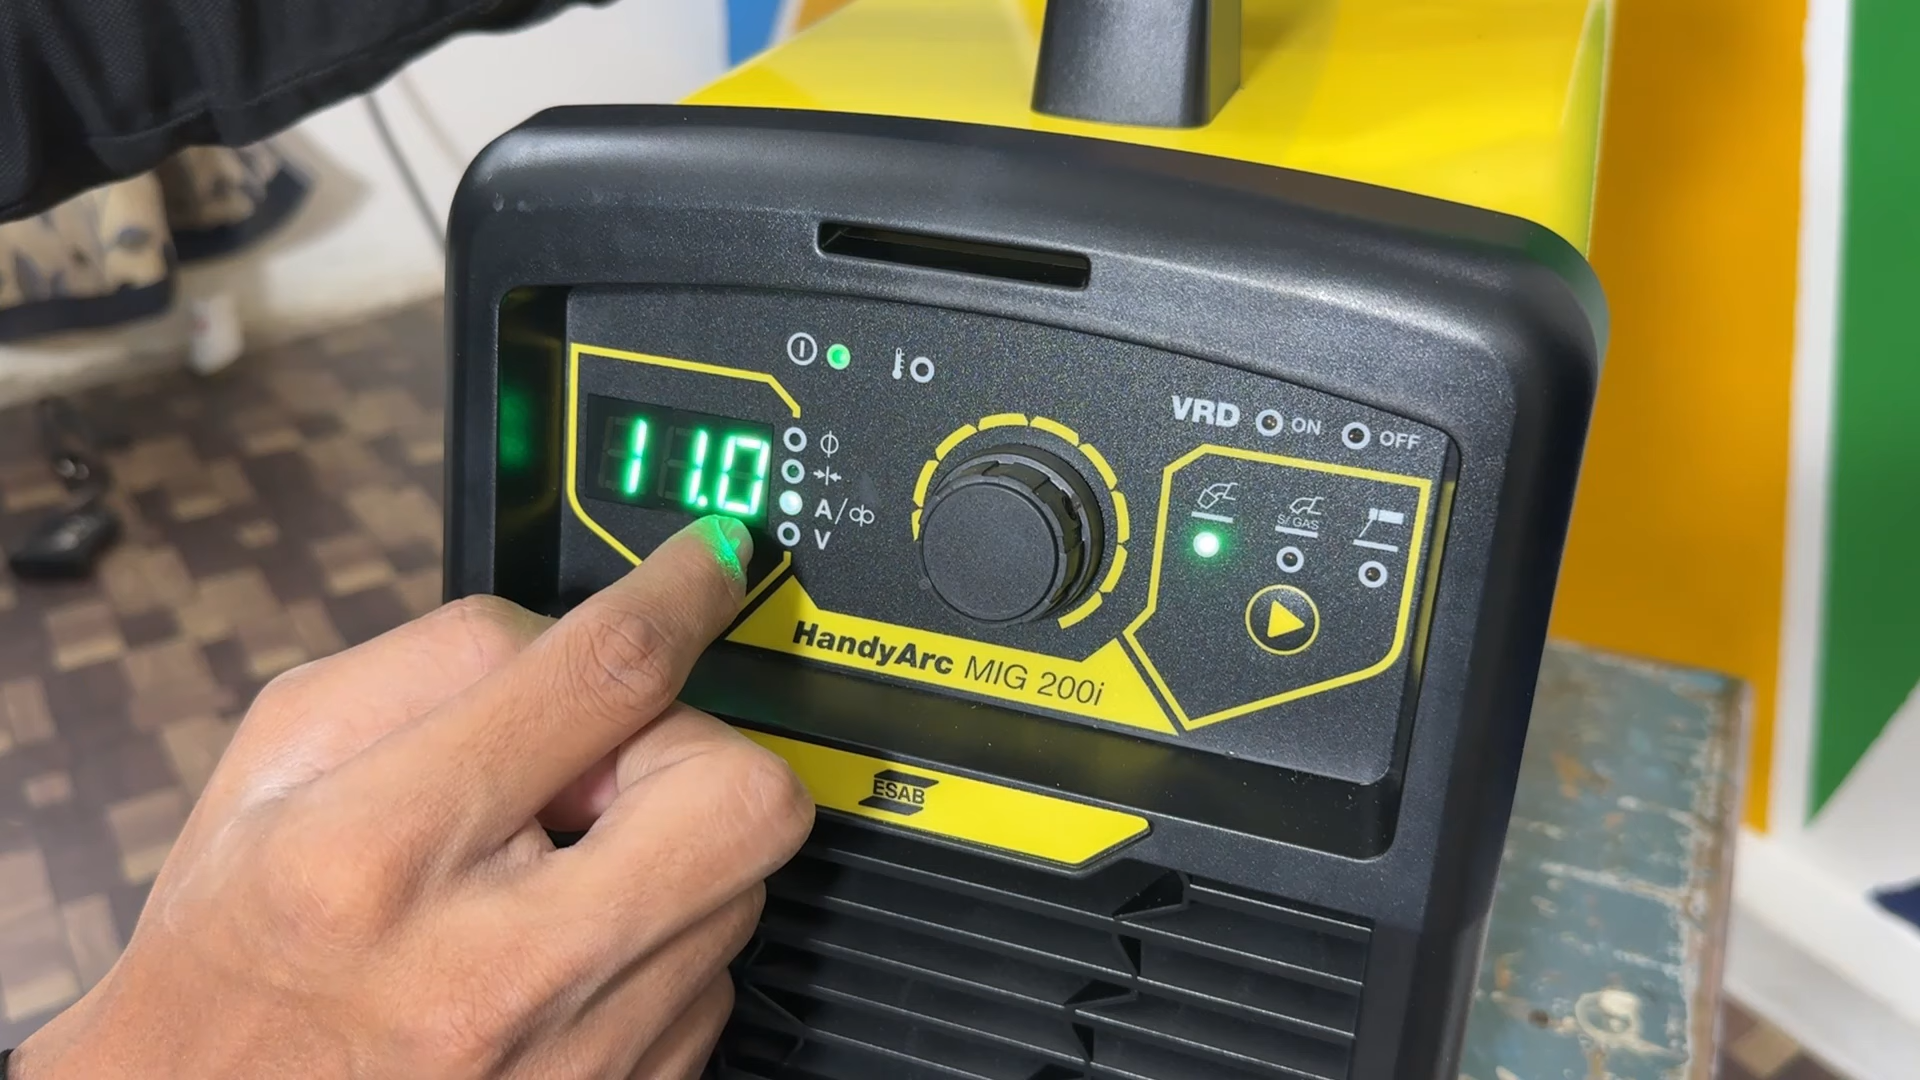 VRD ON OFF
11.0
A/
V
S/ GAS
HandyArc MIG 200i
ESAB